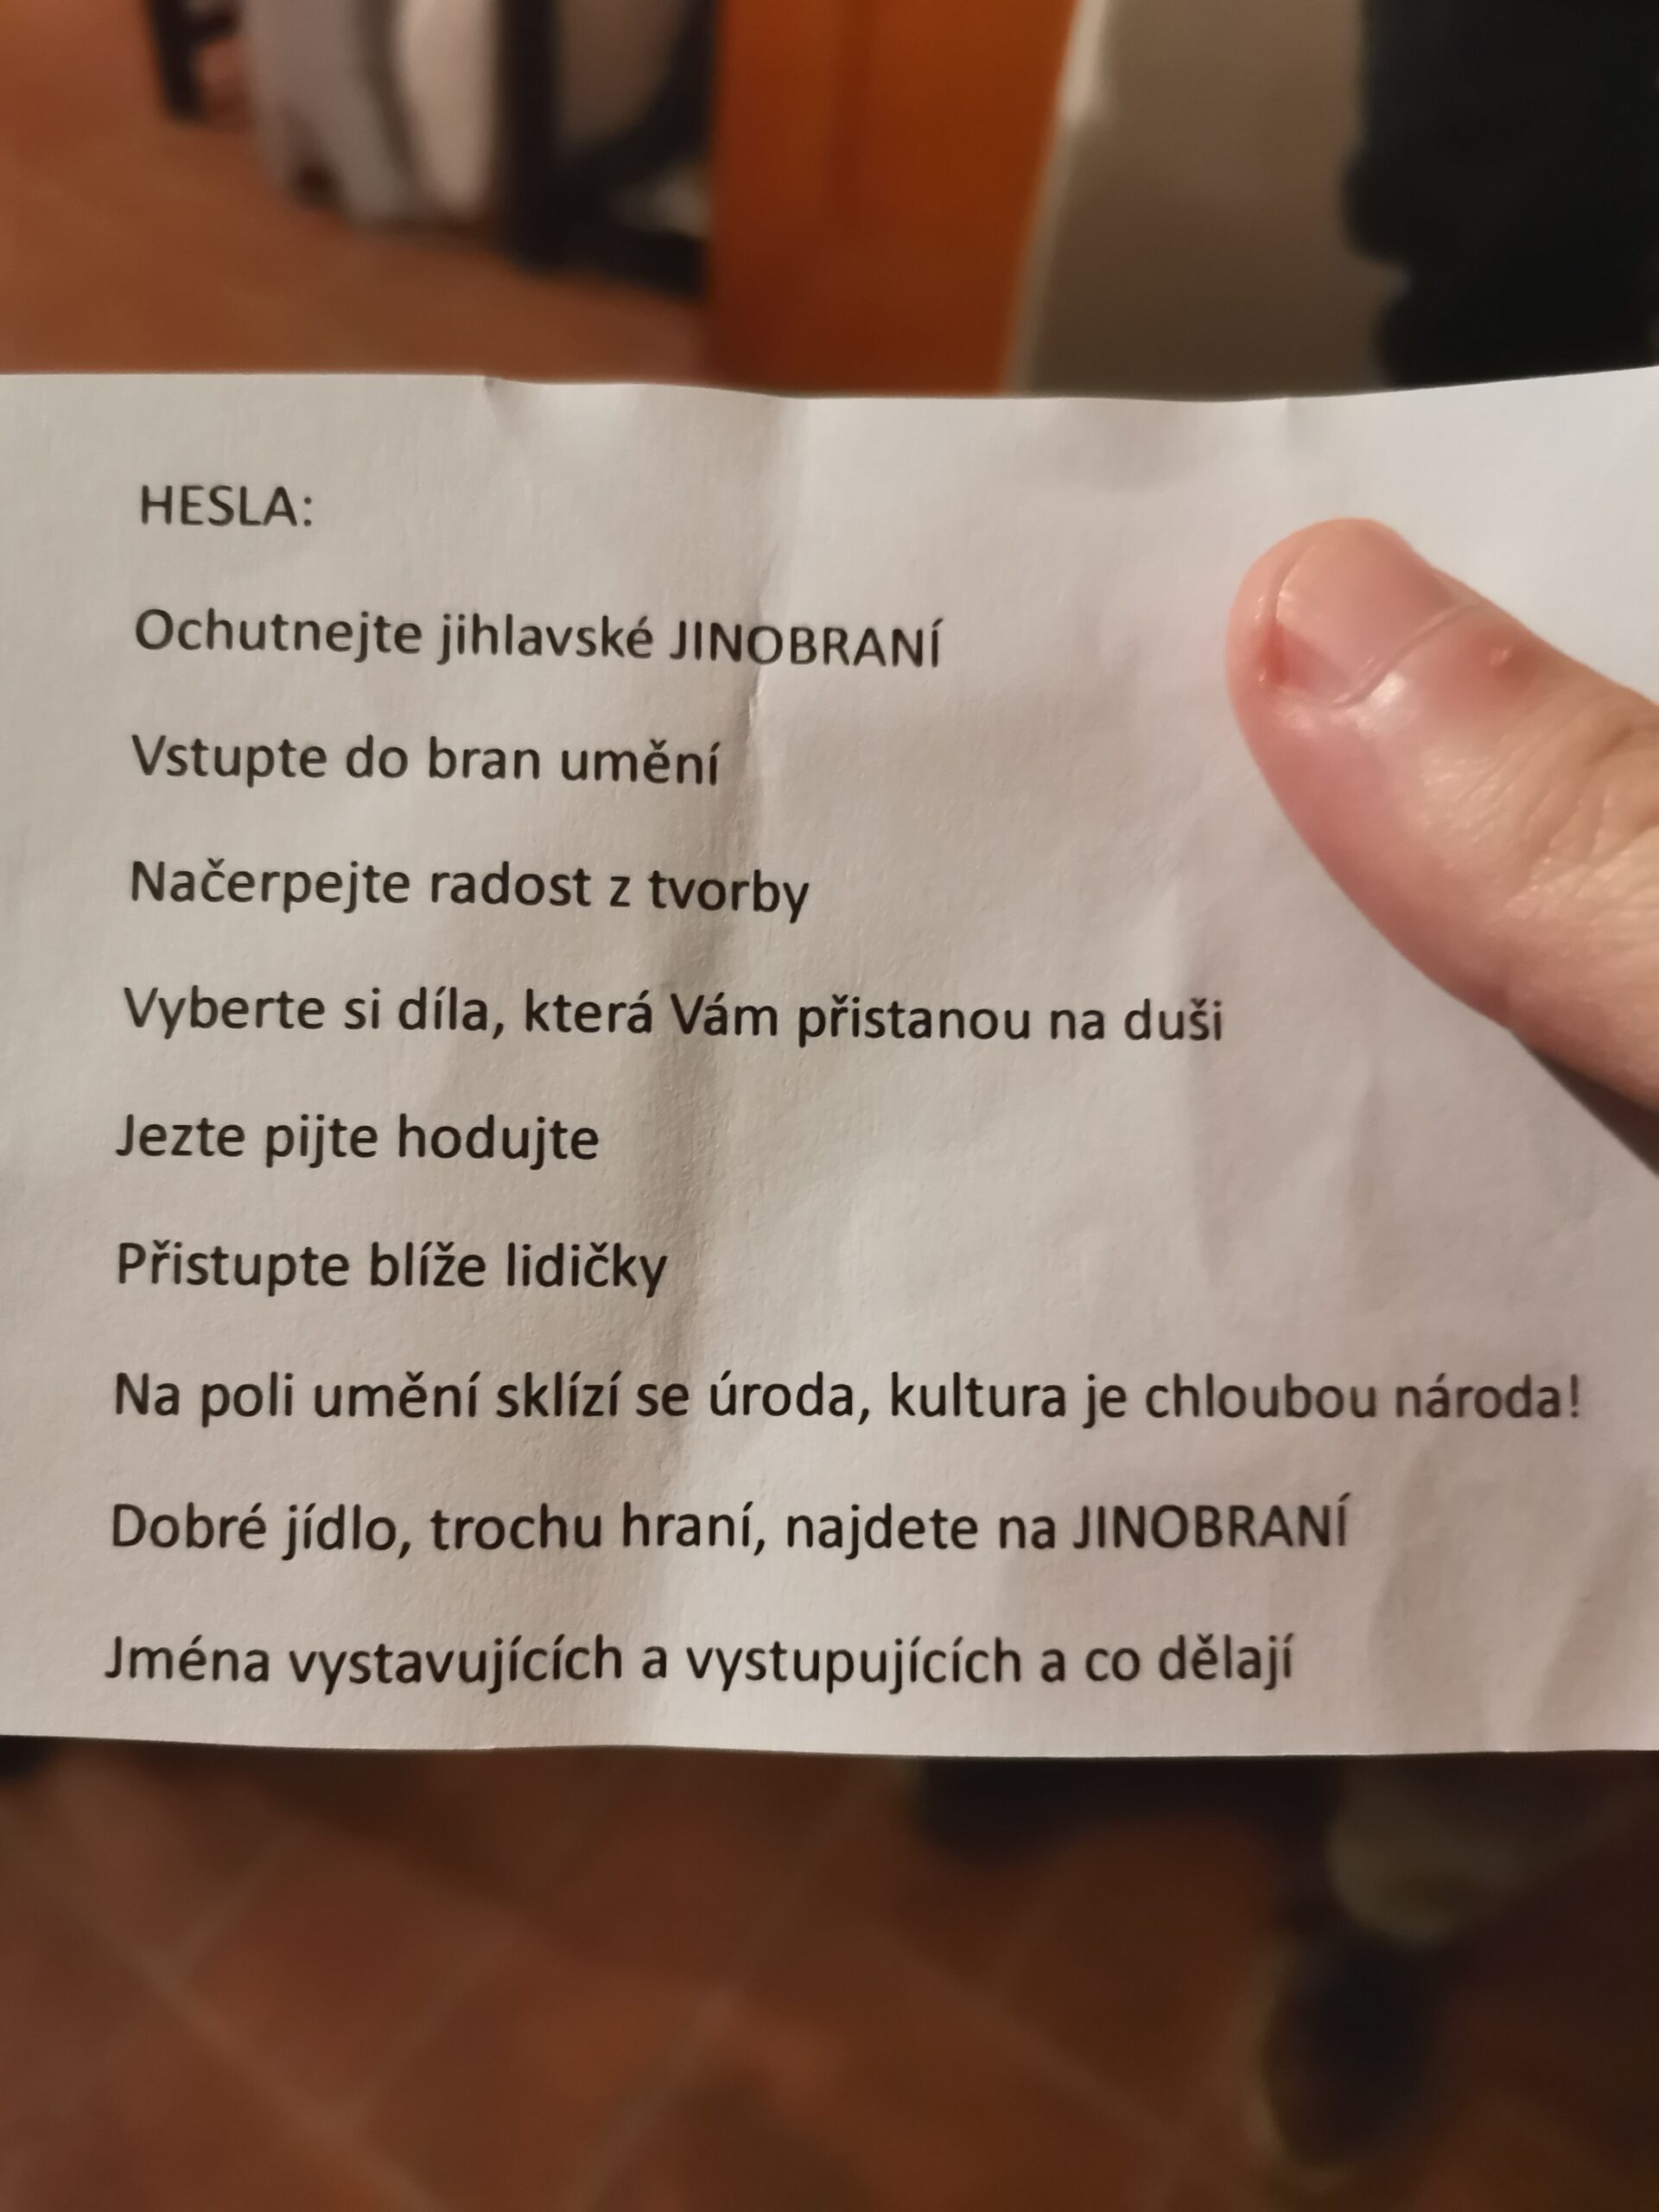 HESLA:
Ochutnejte jihlavské JINOBRANÍ
Vstupte do bran umění
Načerpejte radost z tvorby
Vyberte si díla, která Vám přistanou na duši
Jezte pijte hodujte
Přistupte blíže lidičky
Na poli umění sklízí se úroda, kultura je chloubou národa!
Dobré jídlo, trochu hraní, najdete na JINOBRANÍ
Jména vystavujících a vystupujících a co dělají